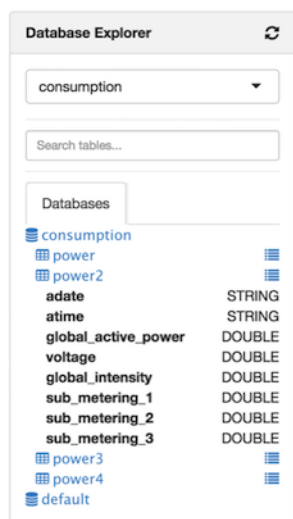 Database Explorer
consumption
Search tables...
Databases
consumption
power
power2
adate STRING
atime STRING
global_active_power DOUBLE
voltage DOUBLE
global_intensity DOUBLE
sub_metering_1 DOUBLE
sub_metering_2 DOUBLE
sub_metering_3 DOUBLE
power3
power4
default